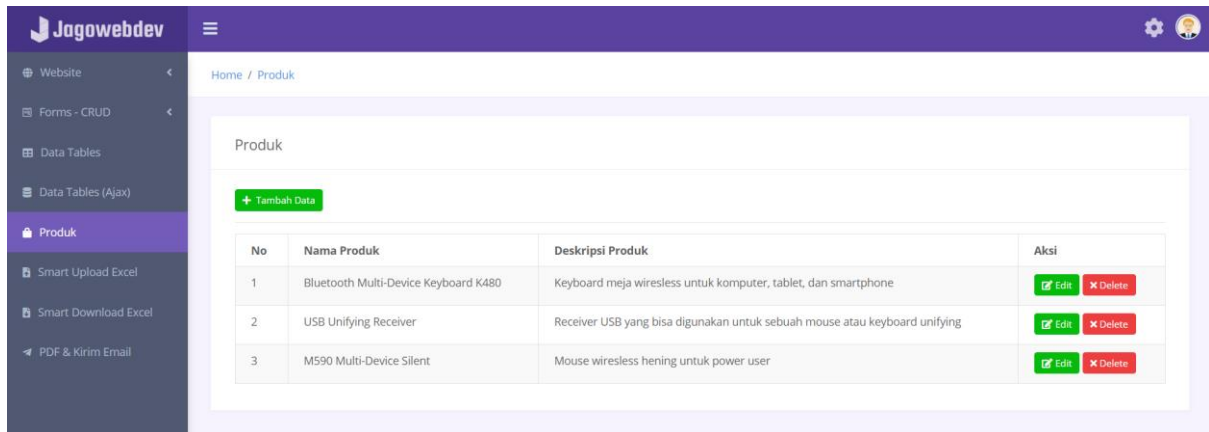 Jagowebdev
Website
Forms - CRUD
Data Tables
Data Tables (Ajax)
Produk
Smart Upload Excel
Smart Download Excel
PDF & Kirim Email
Home / Produk
Produk
+ Tambah Data
No Nama Produk Deskripsi Produk Aksi
1 Bluetooth Multi-Device Keyboard K480 Keyboard meja wiresless untuk komputer, tablet, dan smartphone Edit Delete
2 USB Unifying Receiver Receiver USB yang bisa digunakan untuk sebuah mouse atau keyboard unifying Edit Delete
3 M590 Multi-Device Silent Mouse wiresless hening untuk power user Edit Delete